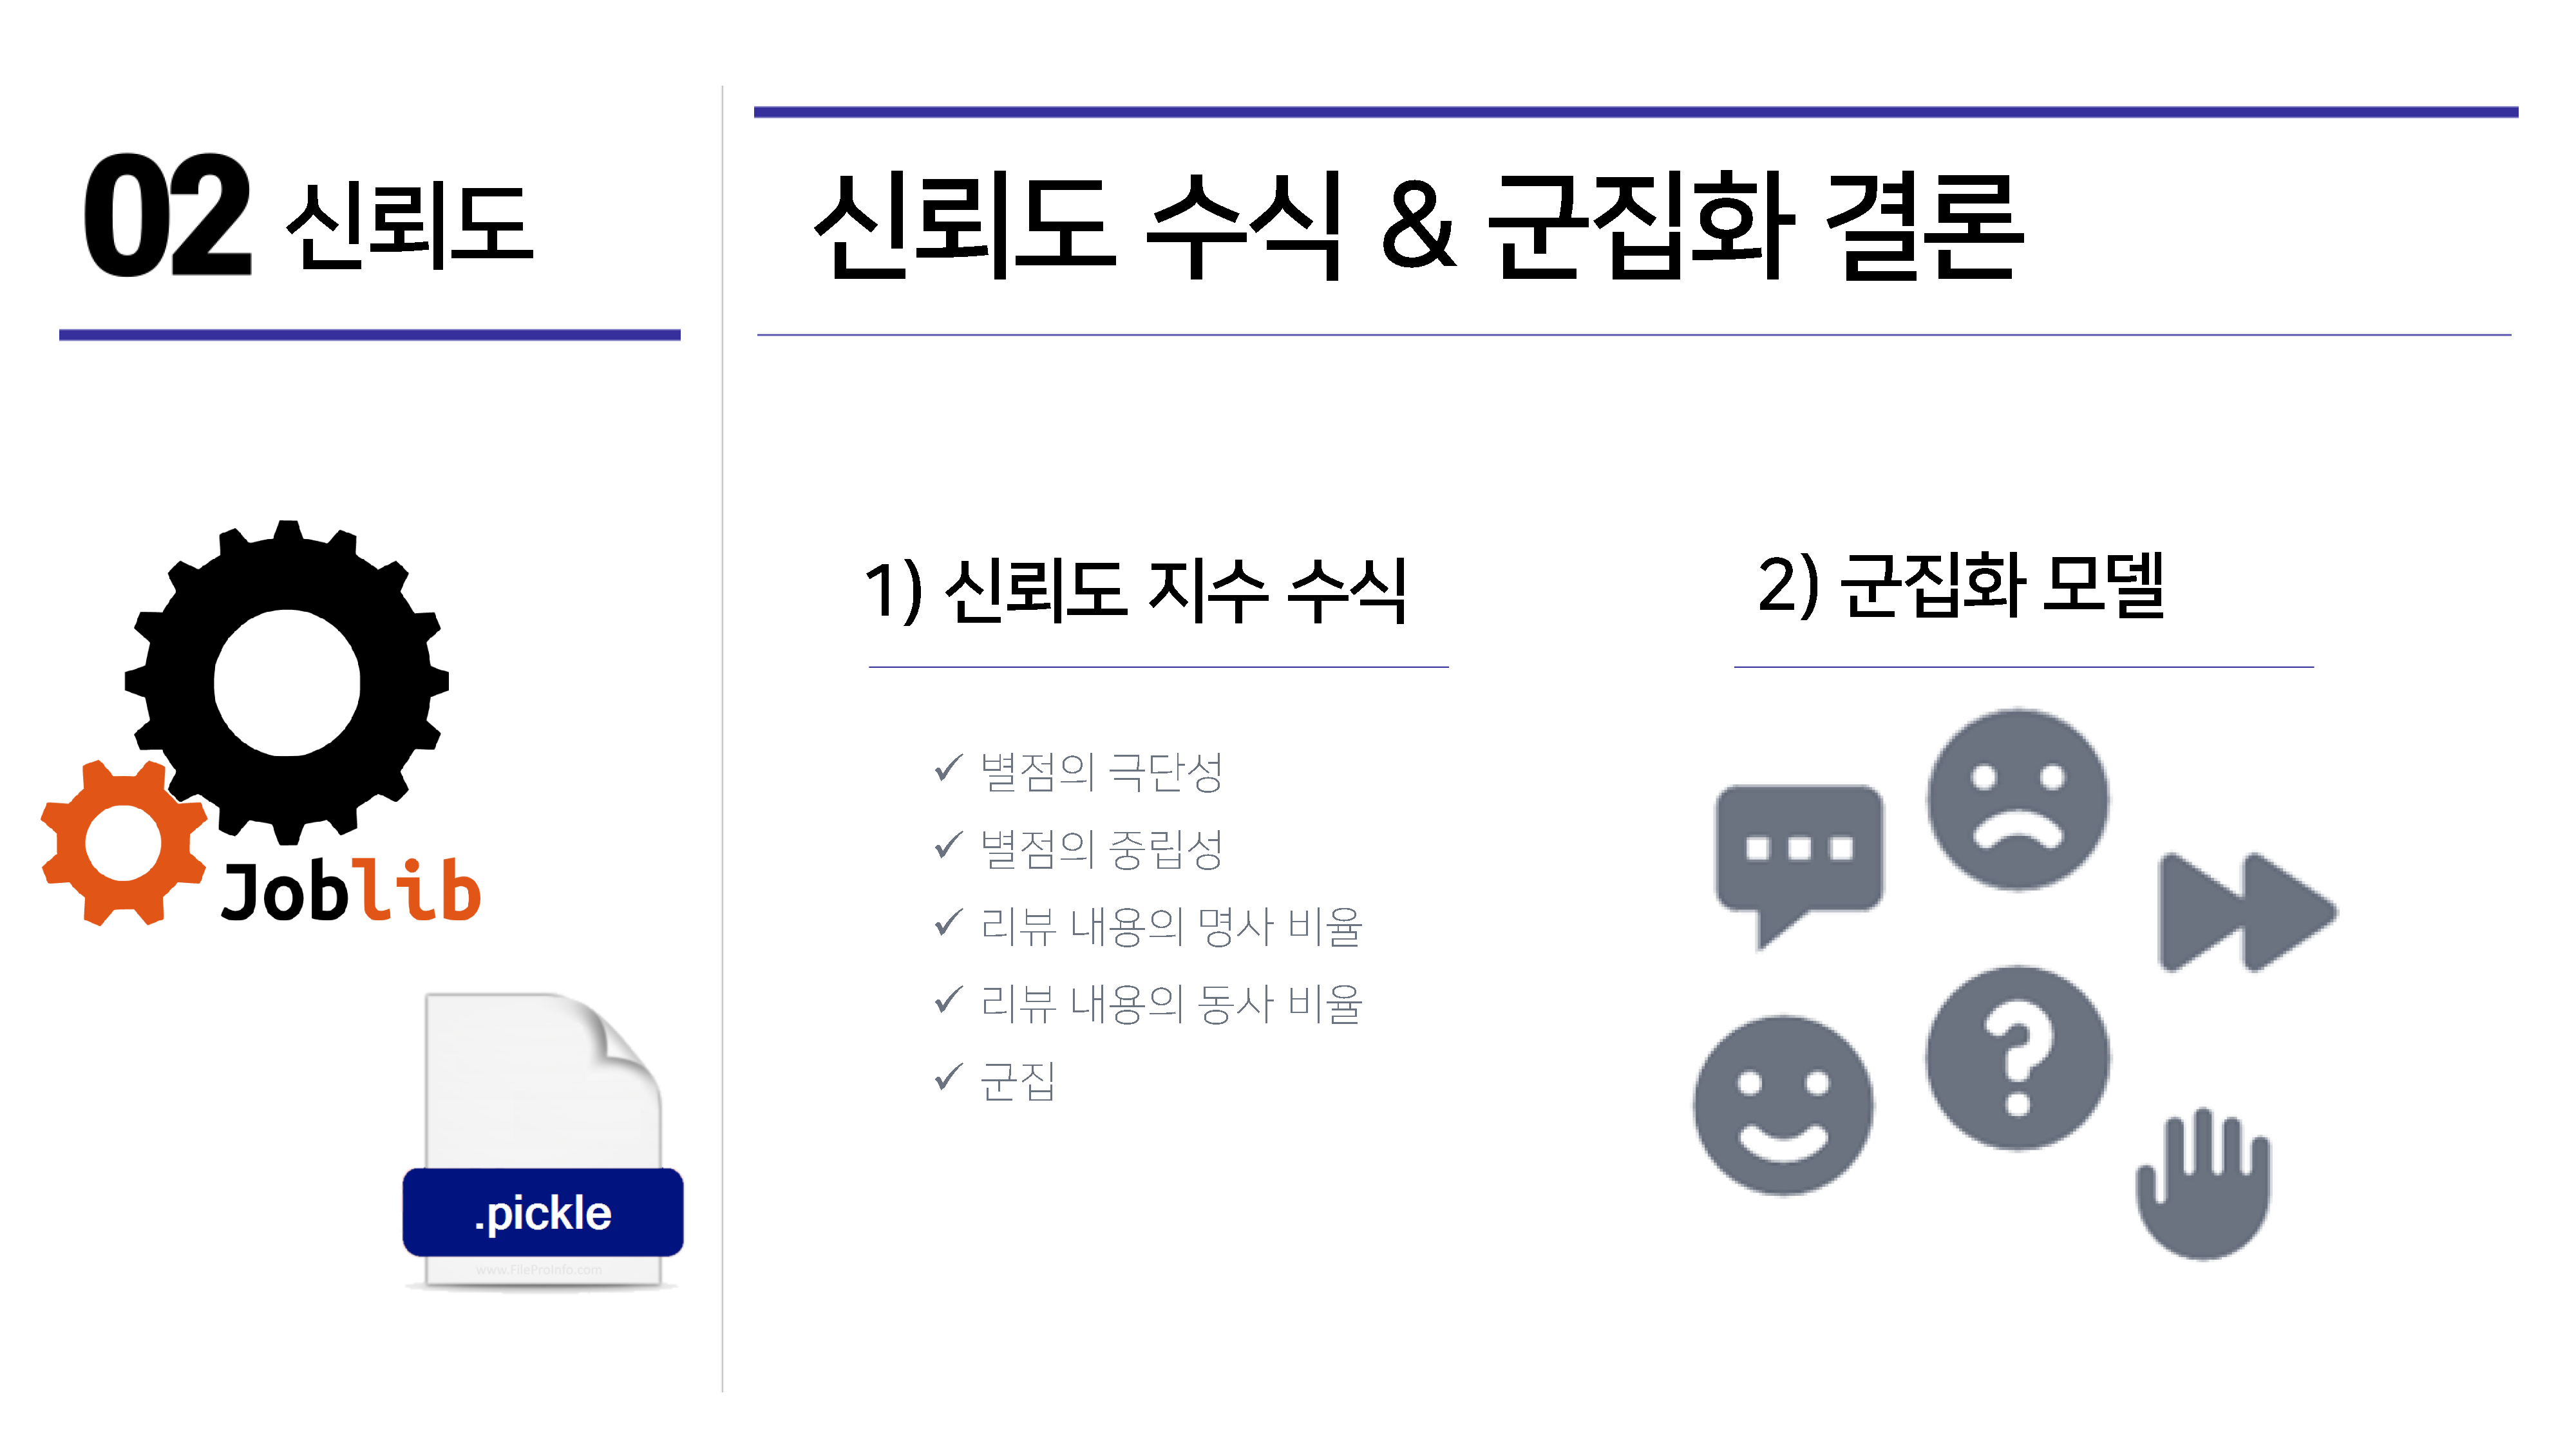 02 신뢰도
신뢰도 수식 & 군집화 결론
Joblib
.pickle
www.FileProInfo.com
1) 신뢰도 지수 수식
✓ 별점의 극단성
✓ 별점의 중립성
✓ 리뷰 내용의 명사 비율
✓ 리뷰 내용의 동사 비율
✓ 군집
2) 군집화 모델